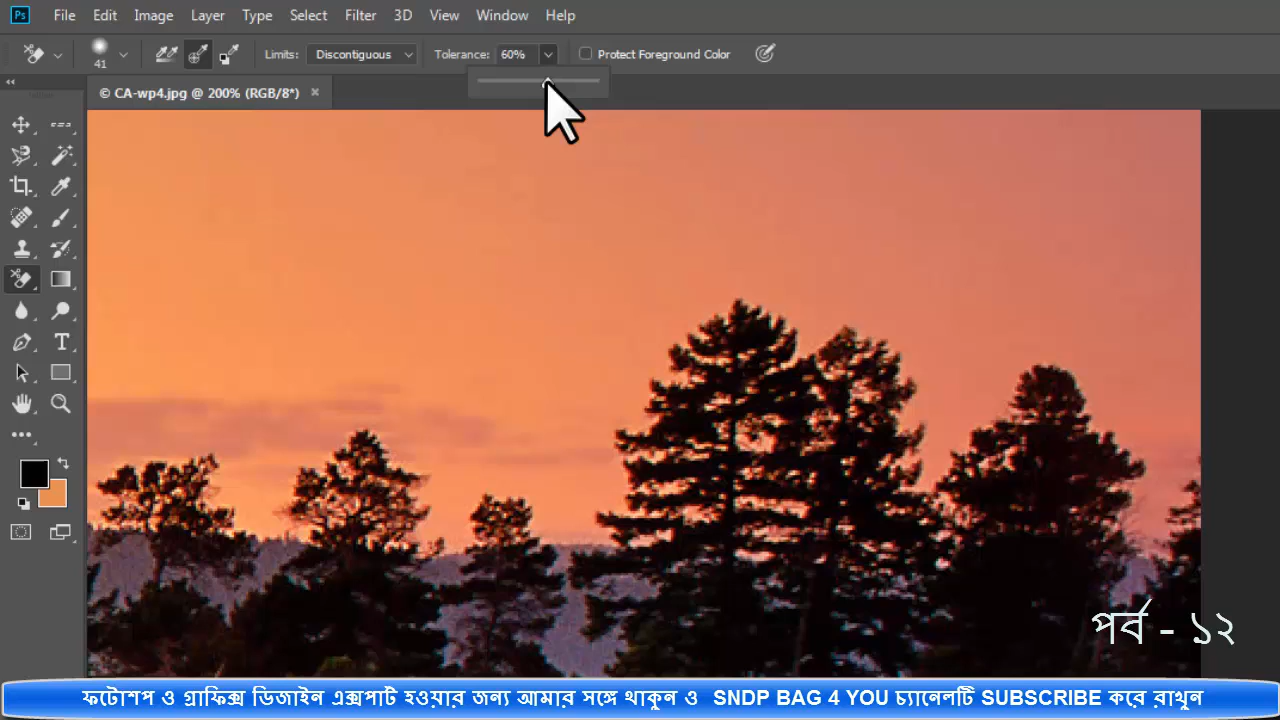 Ps File Edit Image Layer Type Select Filter 3D View Window Help
41 Limits: Discontiguous Tolerance: 60% Protect Foreground Color
© CA-wp4.jpg @ 200% (RGB/8*) ×
T
পর্ব - ১২
ফটোশপ ও গ্রাফিক্স ডিজাইন এক্সপার্ট হওয়ার জন্য আমার সঙ্গে থাকুন ও SNDP BAG 4 YOU চ্যানেলটি SUBSCRIBE করে রাখুন